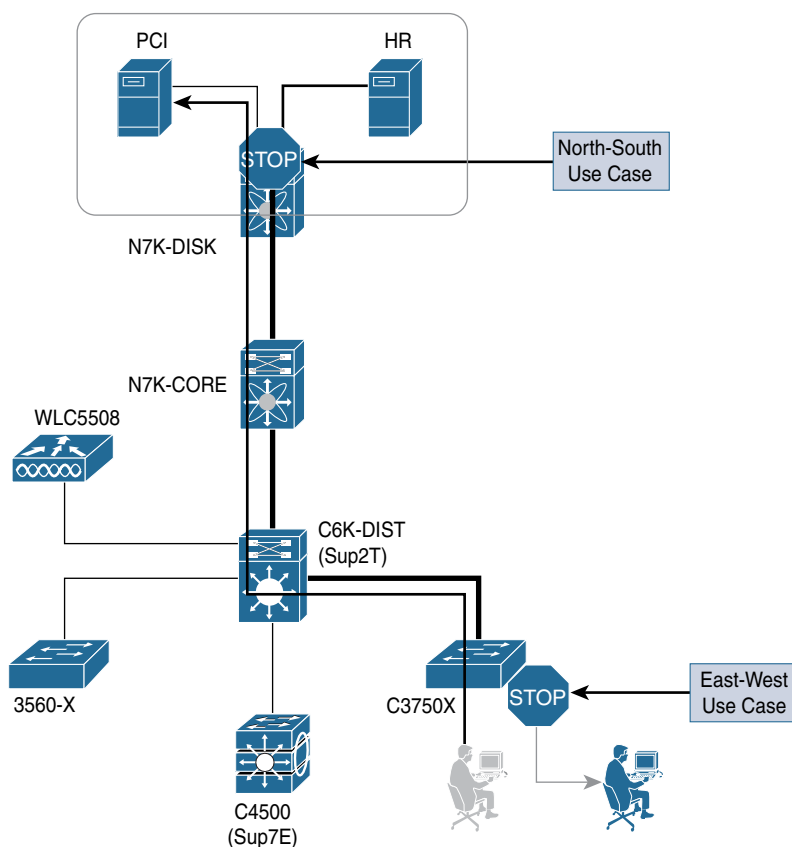 PCI
HR
STOP
North-South
Use Case
N7K-DISK
N7K-CORE
WLC5508
C6K-DIST
(Sup2T)
3560-X
C3750X
STOP
East-West
Use Case
C4500
(Sup7E)